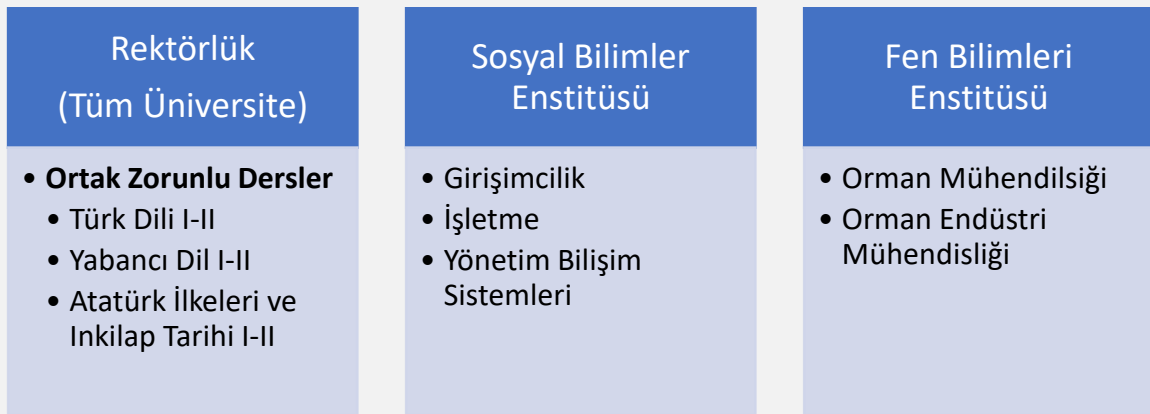 Rektörlük
(Tüm Üniversite)
• Ortak Zorunlu Dersler
• Türk Dili I-II
• Yabancı Dil I-II
• Atatürk İlkeleri ve
Inkilap Tarihi I-II
Sosyal Bilimler
Enstitüsü
• Girişimcilik
• İşletme
• Yönetim Bilişim
Sistemleri
Fen Bilimleri
Enstitüsü
• Orman Mühendilsiği
• Orman Endüstri
Mühendisliği